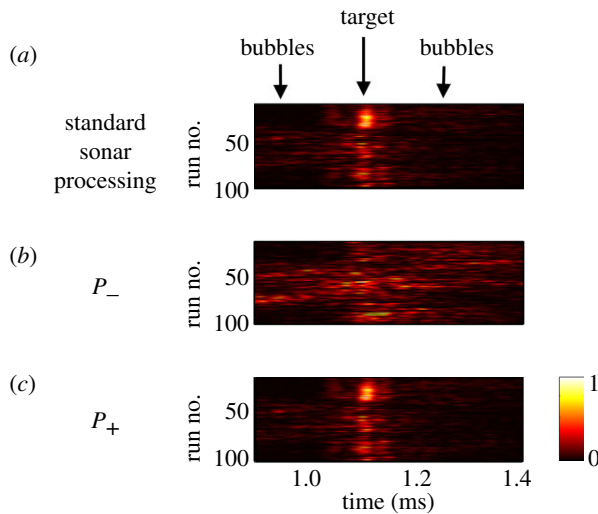 target
bubbles
bubbles
(a)
standard
sonar
processing
run no.
50
100
(b)
P−
run no.
50
100
(c)
P+
run no.
50
100
1
0
1.0
1.2
1.4
time (ms)